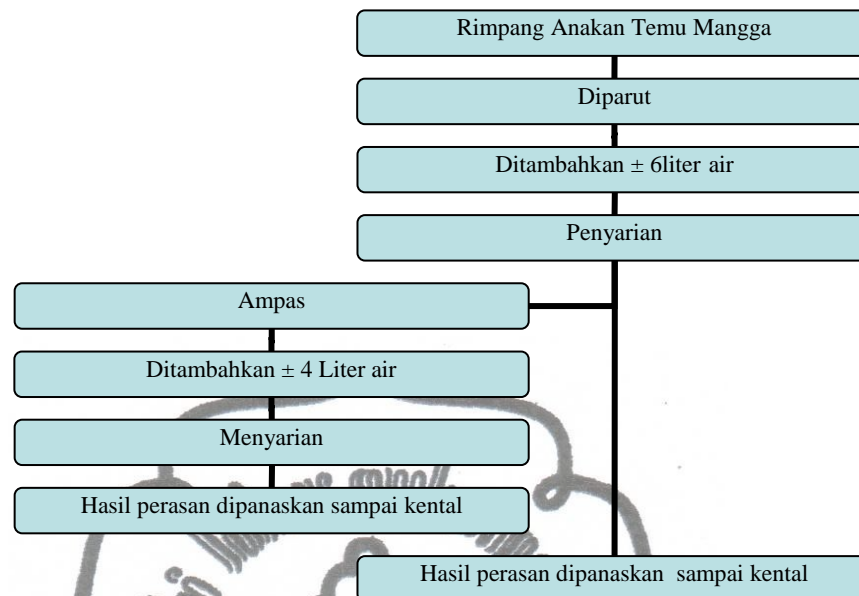 Rimpang Anakan Temu Mangga
Diparut
Ditambahkan ± 6liter air
Penyarian
Ampas
Ditambahkan ± 4 Liter air
Menyarian
Hasil perasan dipanaskan sampai kental
Hasil perasan dipanaskan  sampai kental